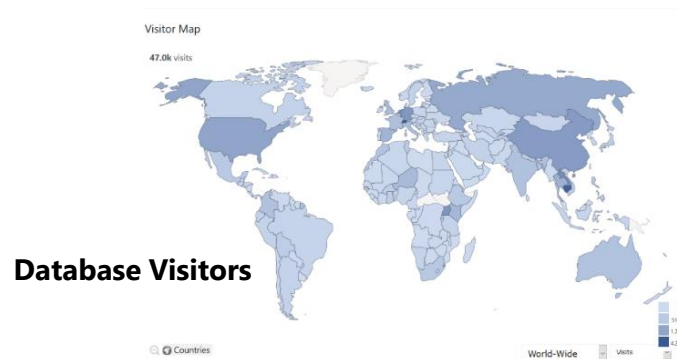 Visitor Map
47.0k visits
Database Visitors
Countries
World-Wide
Visits